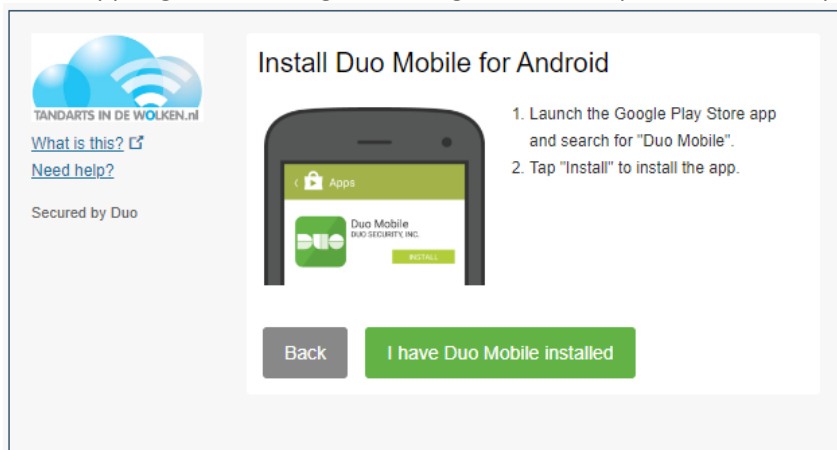 TANDARTS IN DE WOLKEN.nl
What is this?
Need help?
Secured by Duo
Install Duo Mobile for Android
1. Launch the Google Play Store app
and search for "Duo Mobile".
2. Tap "Install" to install the app.
Apps
DUO
Duo Mobile
DUO SECURITY, INC.
INSTALL
Back
I have Duo Mobile installed